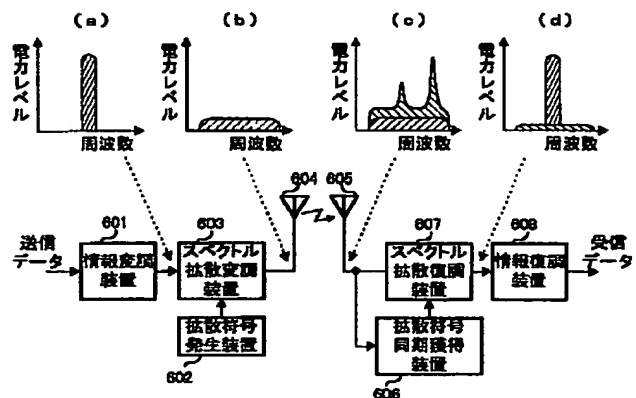 (a)
(b)
(c)
(d)
電力レベル
周波数
電力レベル
周波数
電力レベル
周波数
電力レベル
周波数
604
605
送信
データ
601
情報変調
装置
603
スペクトル
拡散変調
装置
拡散符号
発生装置
602
607
スペクトル
拡散復調
装置
608
情報復調
装置
受信
データ
拡散符号
同期獲得
装置
606